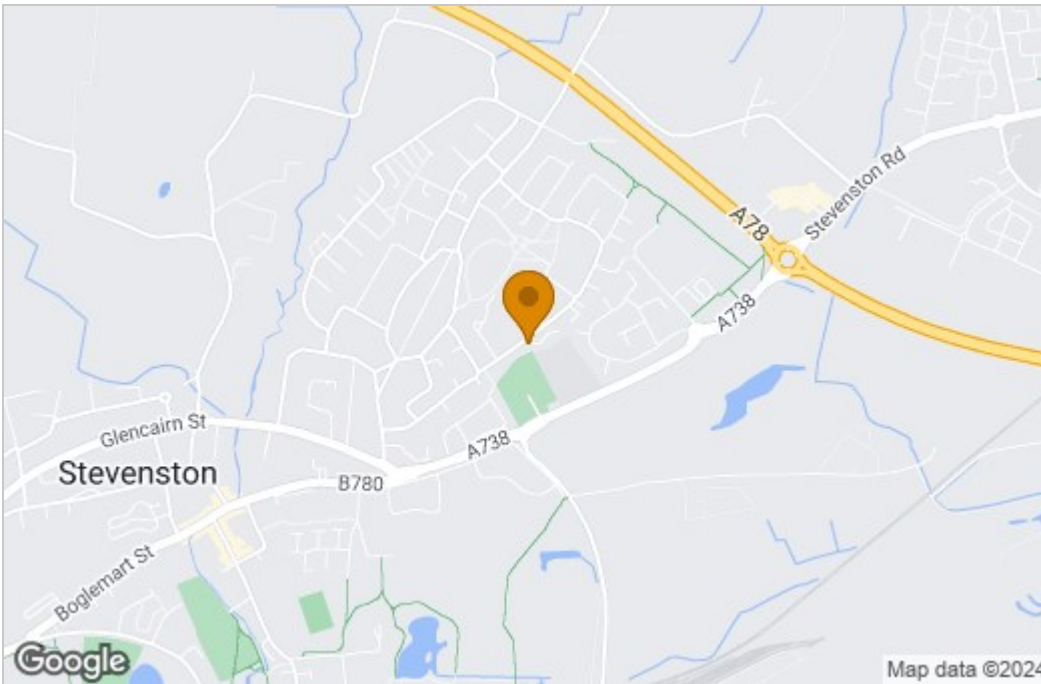 A78
Stevenston Rd
A738
Glencairn St
A738
Stevenston
B780
Boglemart St
Google
Map data ©2024